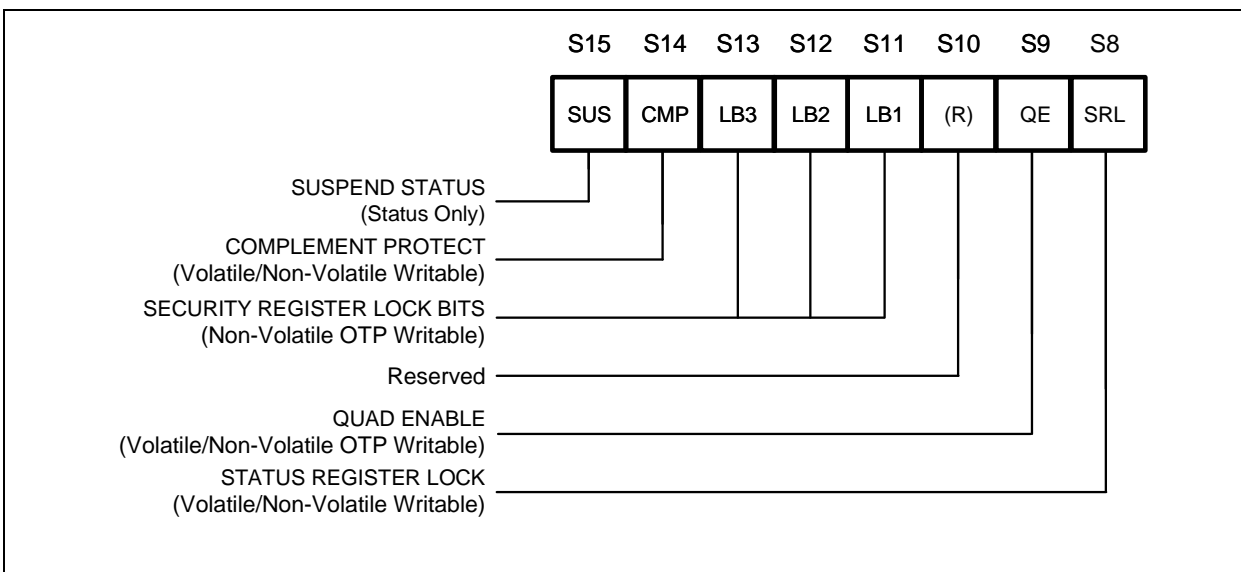 S15 S14 S13 S12 S11 S10 S9 S8
SUS CMP LB3 LB2 LB1 (R) QE SRL
SUSPEND STATUS
(Status Only)
COMPLEMENT PROTECT
(Volatile/Non-Volatile Writable)
SECURITY REGISTER LOCK BITS
(Non-Volatile OTP Writable)
Reserved
QUAD ENABLE
(Volatile/Non-Volatile OTP Writable)
STATUS REGISTER LOCK
(Volatile/Non-Volatile Writable)